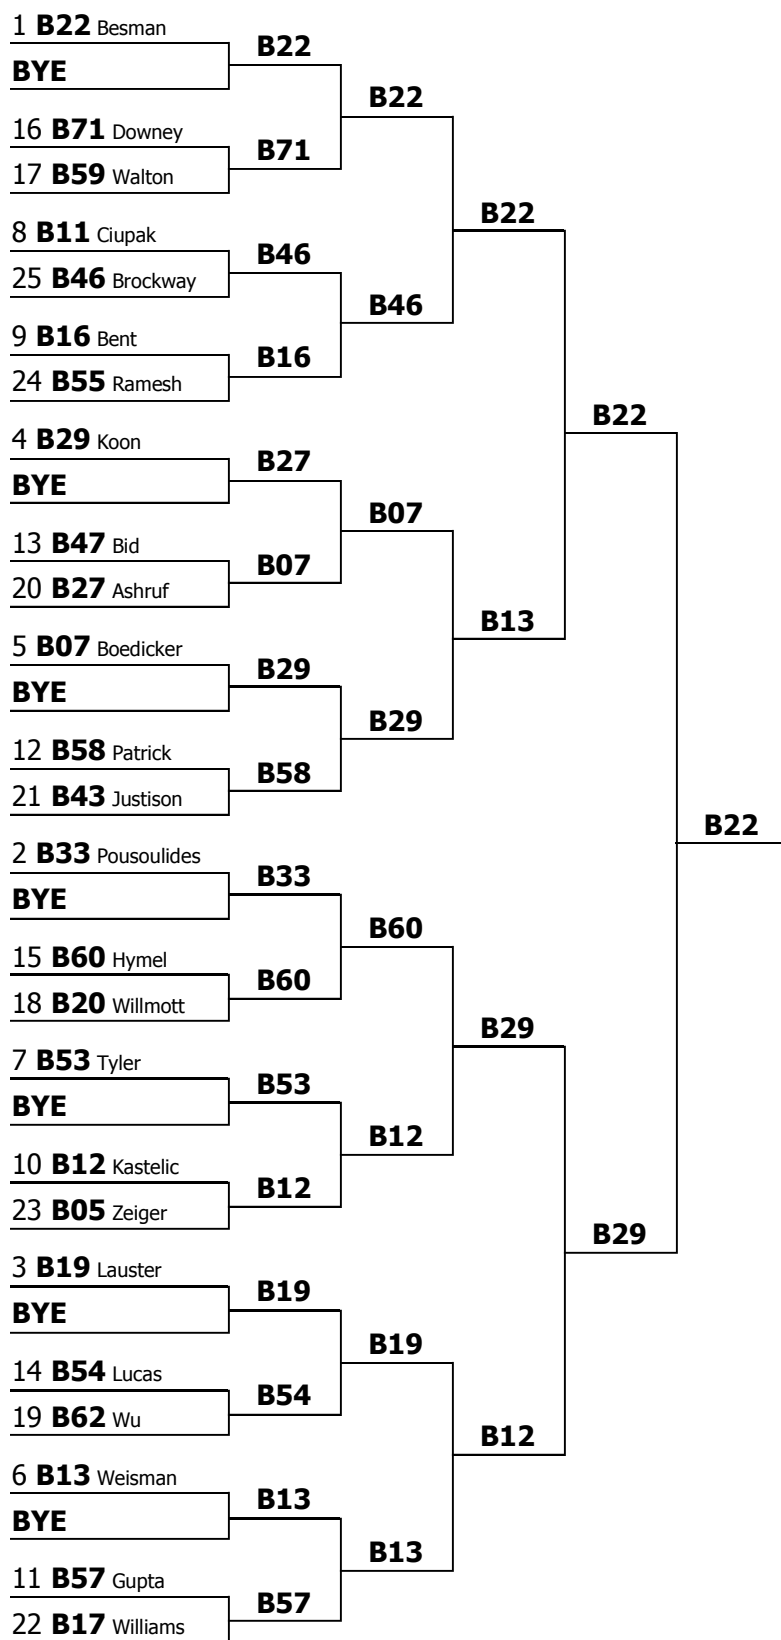 1 B22 Besman
BYE
16 B71 Downey
17 B59 Walton
8 B11 Ciupak
25 B46 Brockway
9 B16 Bent
24 B55 Ramesh
4 B29 Koon
BYE
13 B47 Bid
20 B27 Ashruf
5 B07 Boedicker
BYE
12 B58 Patrick
21 B43 Justison
2 B33 Pousoulides
BYE
15 B60 Hymel
18 B20 Willmott
7 B53 Tyler
BYE
10 B12 Kastelic
23 B05 Zeiger
3 B19 Lauster
BYE
14 B54 Lucas
19 B62 Wu
6 B13 Weisman
BYE
11 B57 Gupta
22 B17 Williams
B22
B71
B46
B16
B27
B07
B29
B58
B33
B60
B53
B12
B19
B54
B13
B57
B22
B46
B07
B29
B60
B12
B19
B13
B22
B13
B29
B12
B22
B29
B22